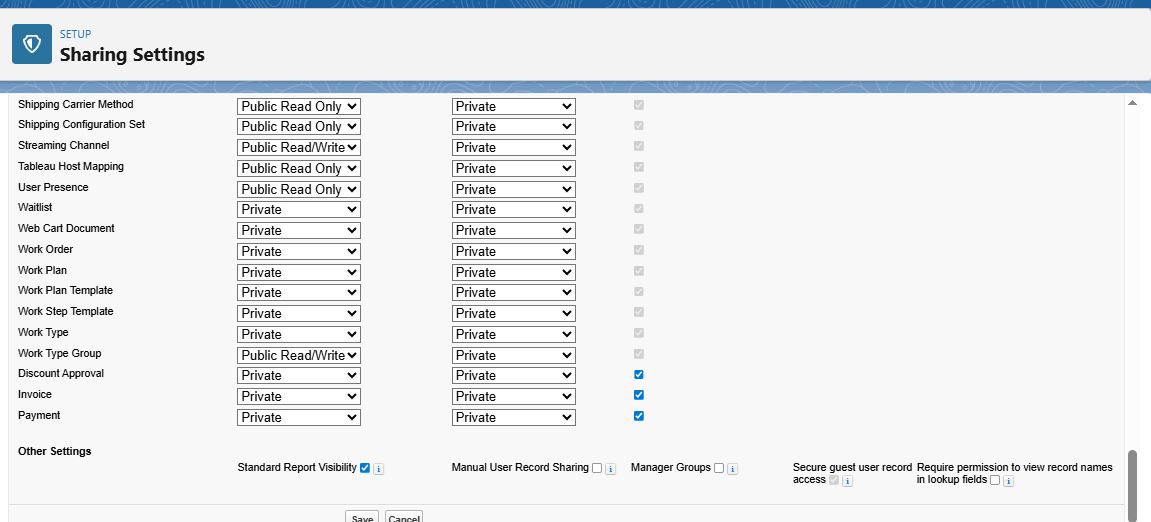 SETUP
Sharing Settings
Shipping Carrier Method Public Read Only Private
Shipping Configuration Set Public Read Only Private
Streaming Channel Public Read/Write Private
Tableau Host Mapping Public Read Only Private
User Presence Public Read Only Private
Waitlist Private Private
Web Cart Document Private Private
Work Order Private Private
Work Plan Private Private
Work Plan Template Private Private
Work Step Template Private Private
Work Type Private Private
Work Type Group Public Read/Write Private
Discount Approval Private Private
Invoice Private Private
Payment Private Private
Other Settings
Standard Report Visibility i Manual User Record Sharing i Manager Groups i Secure guest user record Require permission to view record names
access i in lookup fields i
Save Cancel